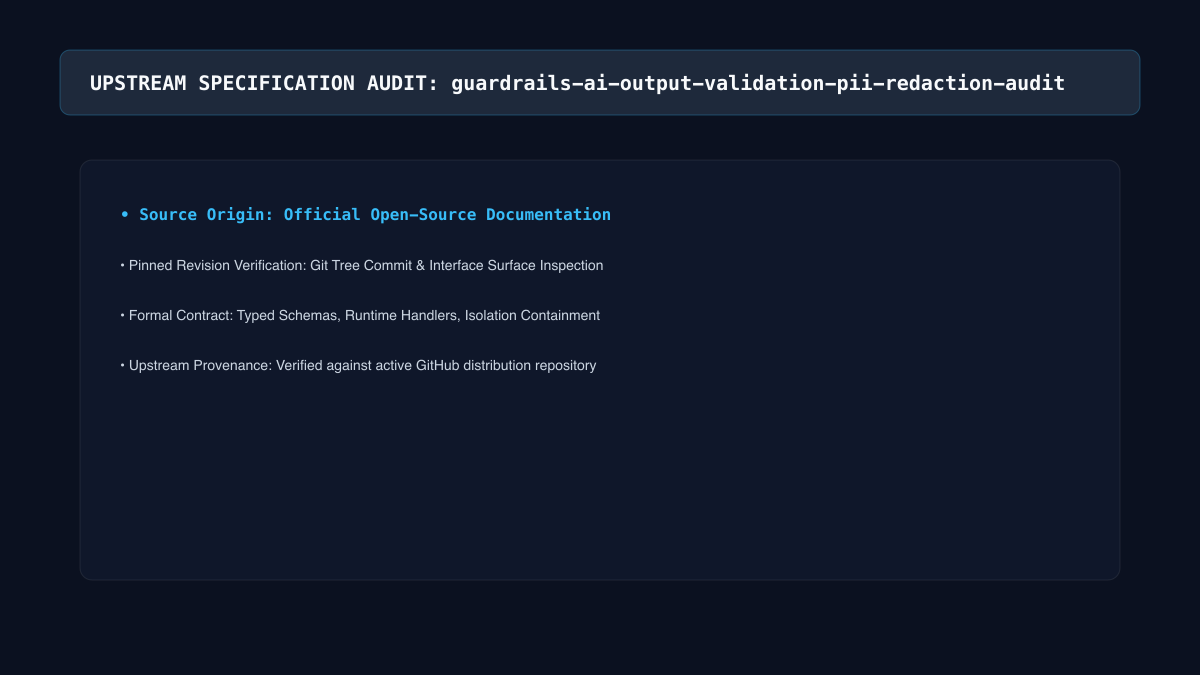 UPSTREAM SPECIFICATION AUDIT: guardrails-ai-output-validation-pii-redaction-audit
• Source Origin: Official Open-Source Documentation
• Pinned Revision Verification: Git Tree Commit & Interface Surface Inspection
• Formal Contract: Typed Schemas, Runtime Handlers, Isolation Containment
• Upstream Provenance: Verified against active GitHub distribution repository